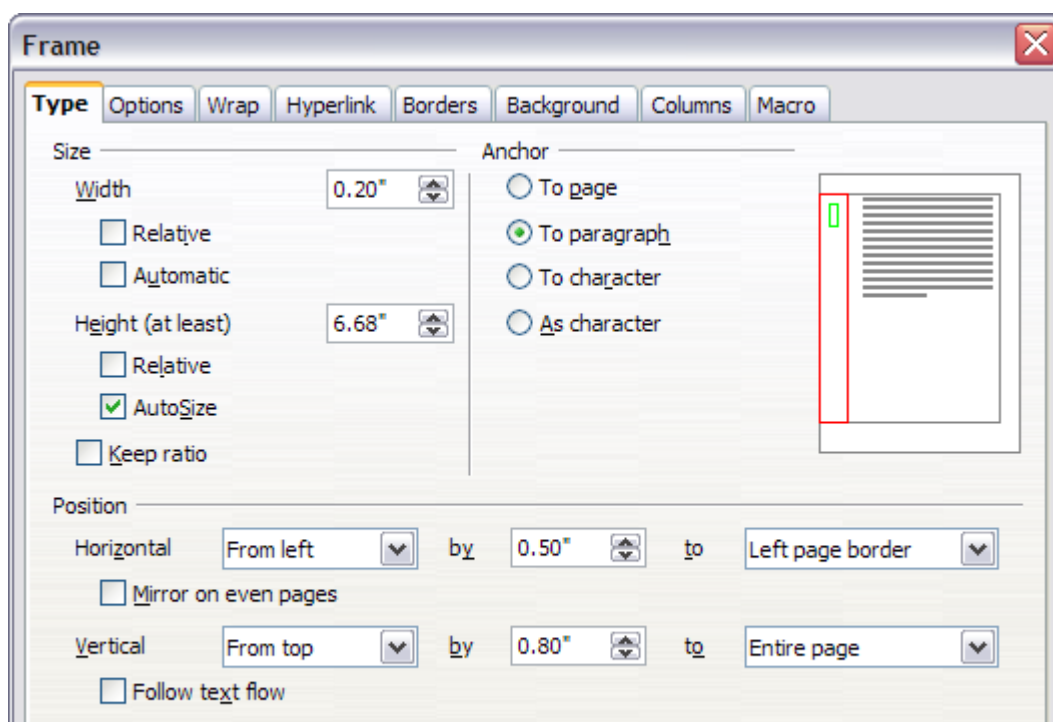 Frame
Type Options Wrap Hyperlink Borders Background Columns Macro
Size Anchor
Width 0.20" To page
Relative To paragraph
Automatic To character
Height (at least) 6.68" As character
Relative
AutoSize
Keep ratio
Position
Horizontal From left by 0.50" to Left page border
Mirror on even pages
Vertical From top by 0.80" to Entire page
Follow text flow